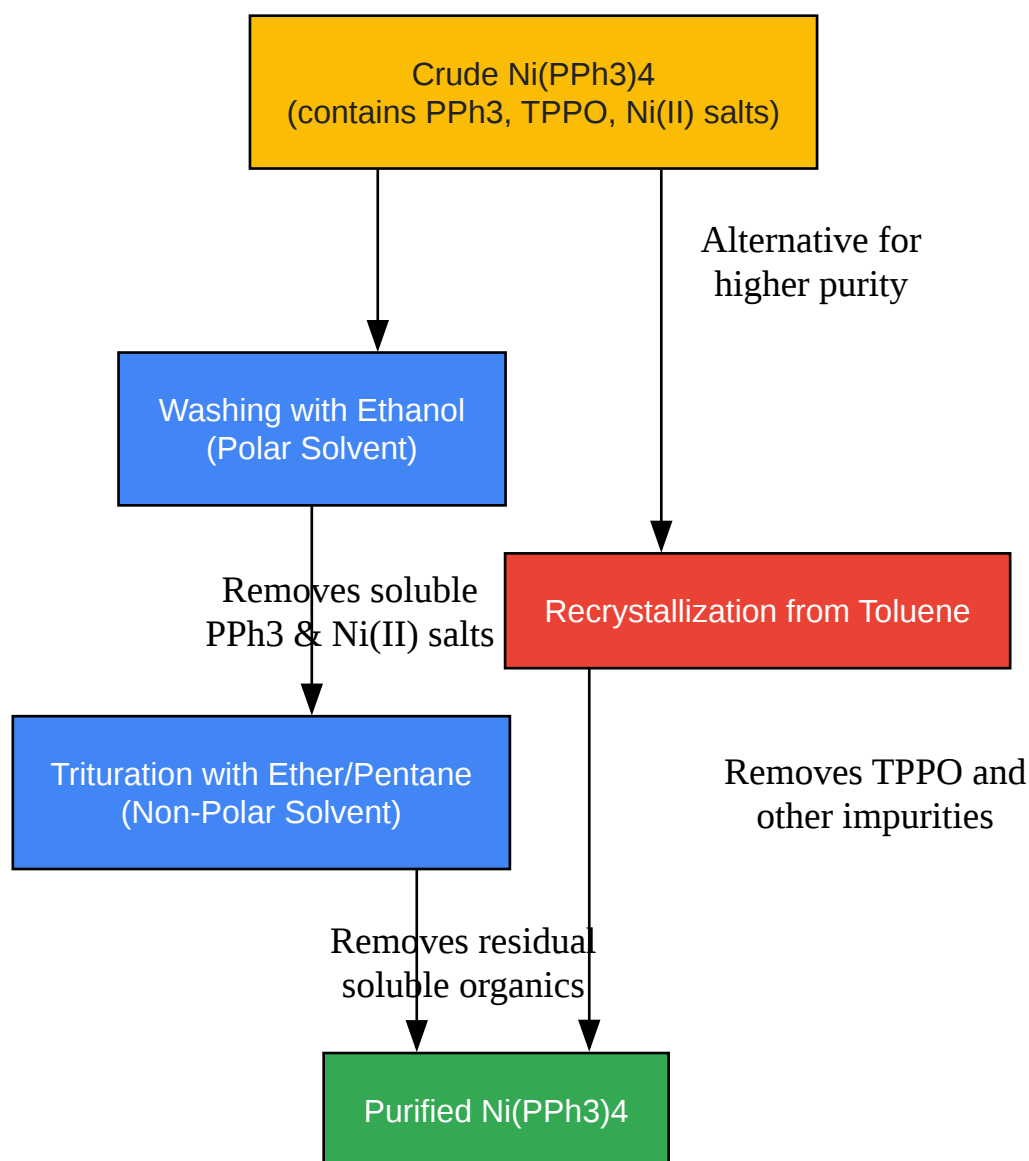 Crude Ni(PPh3)4
(contains PPh3, TPPO, Ni(II) salts)
Alternative for
higher purity
Washing with Ethanol
(Polar Solvent)
Removes soluble
PPh3 & Ni(II) salts
Recrystallization from Toluene
Trituration with Ether/Pentane
(Non-Polar Solvent)
Removes TPPO and
other impurities
Removes residual
soluble organics
Purified Ni(PPh3)4